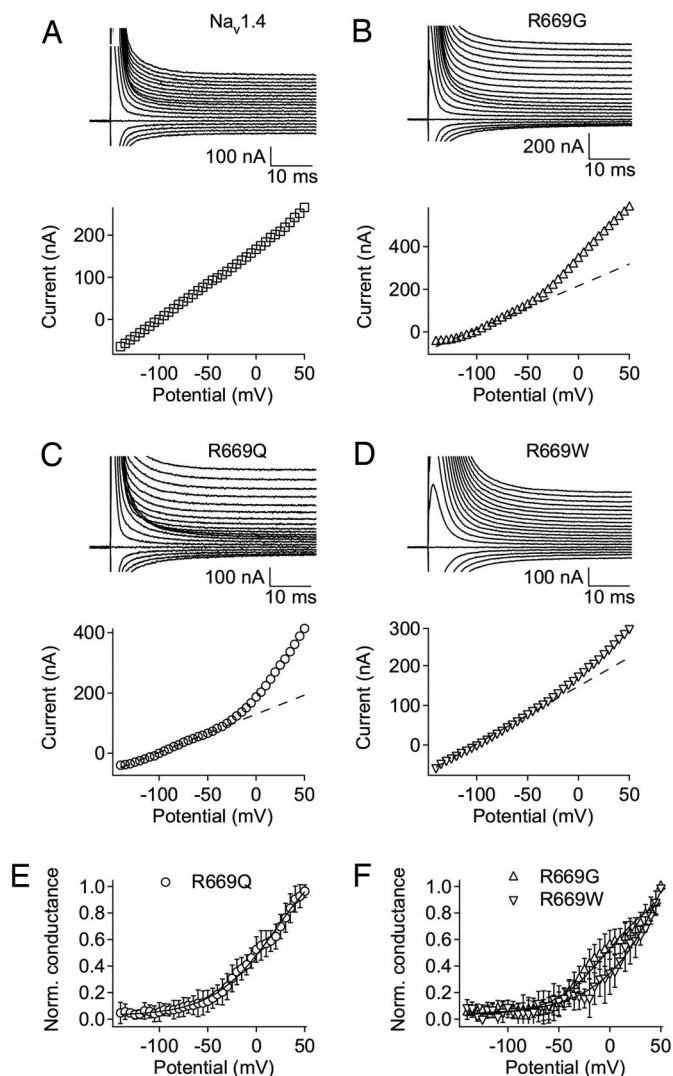 A
Nav1.4
100 nA
10 ms
Current (nA)
200
100
0
-100 -50 0 50
Potential (mV)
B
R669G
200 nA
10 ms
Current (nA)
400
200
0
-100 -50 0 50
Potential (mV)
C
R669Q
100 nA
10 ms
Current (nA)
400
200
0
-100 -50 0 50
Potential (mV)
D
R669W
100 nA
10 ms
Current (nA)
300
200
100
0
-100 -50 0 50
Potential (mV)
E
R669Q
Norm. conductance
1.0
0.8
0.6
0.4
0.2
0.0
-100 -50 0 50
Potential (mV)
F
R669G
R669W
Norm. conductance
1.0
0.8
0.6
0.4
0.2
0.0
-100 -50 0 50
Potential (mV)